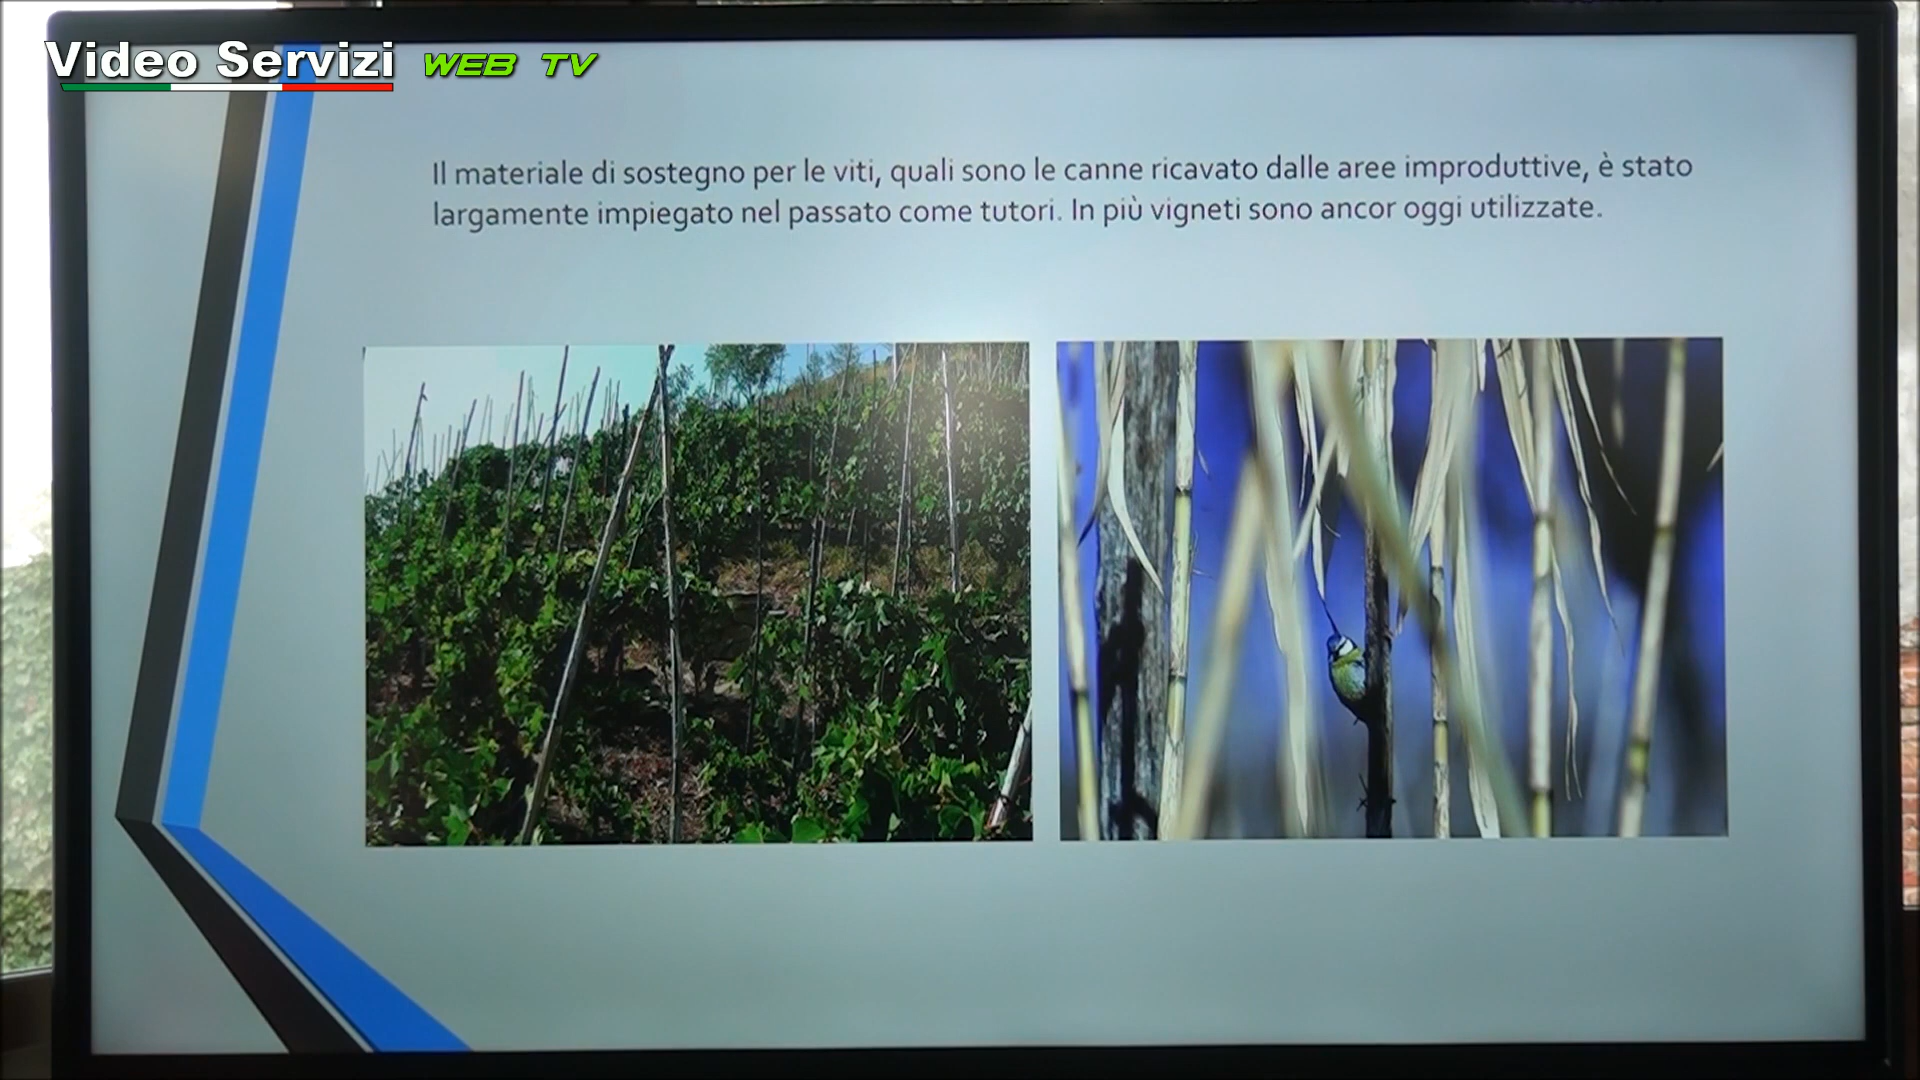 Video Servizi WEB TV
Il materiale di sostegno per le viti, quali sono le canne ricavato dalle aree improduttive, è stato
largamente impiegato nel passato come tutori. In più vigneti sono ancor oggi utilizzate.